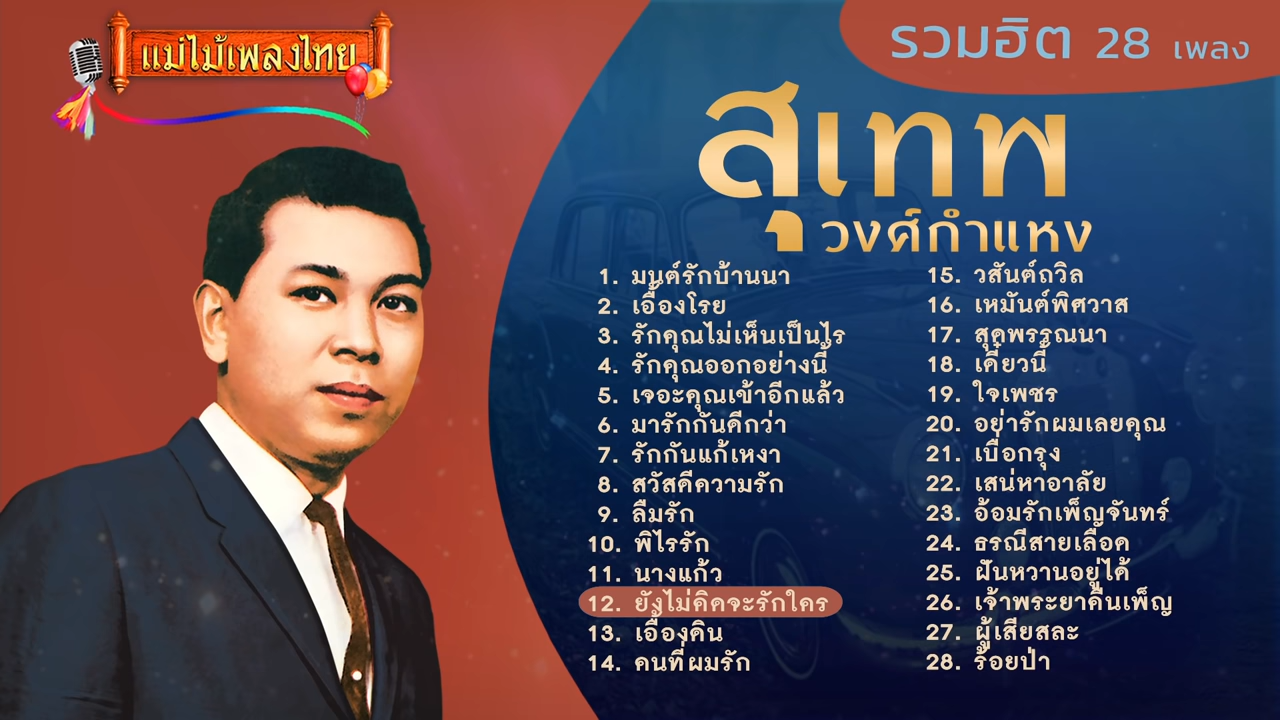 แม่ไม้เพลงไทย
รวมฮิต 28 เพลง
สุเทพ
วงศ์กำแหง
1. มนต์รักบ้านนา
2. เอื้องโรย
3. รักคุณไม่เห็นเป็นไร
4. รักคุณออกอย่างนี้
5. เจอะคุณเข้าอีกแล้ว
6. มารักกันดีกว่า
7. รักกันแก้เหงา
8. สวัสดีความรัก
9. ลืมรัก
10. พิไรรัก
11. นางแก้ว
12. ยังไม่คิดจะรักใคร
13. เอื้องดิน
14. คนที่ผมรัก
15. วสันต์ถวิล
16. เหมันต์พิศวาส
17. สุดพรรณนา
18. เดี๋ยวนี้
19. ใจเพชร
20. อย่ารักผมเลยคุณ
21. เบื่อกรุง
22. เสน่หาอาลัย
23. อ้อมรักเพ็ญจันทร์
24. ธรณีสายเลือด
25. ฝันหวานอยู่ได้
26. เจ้าพระยาคืนเพ็ญ
27. ผู้เสียสละ
28. ร้อยป่า